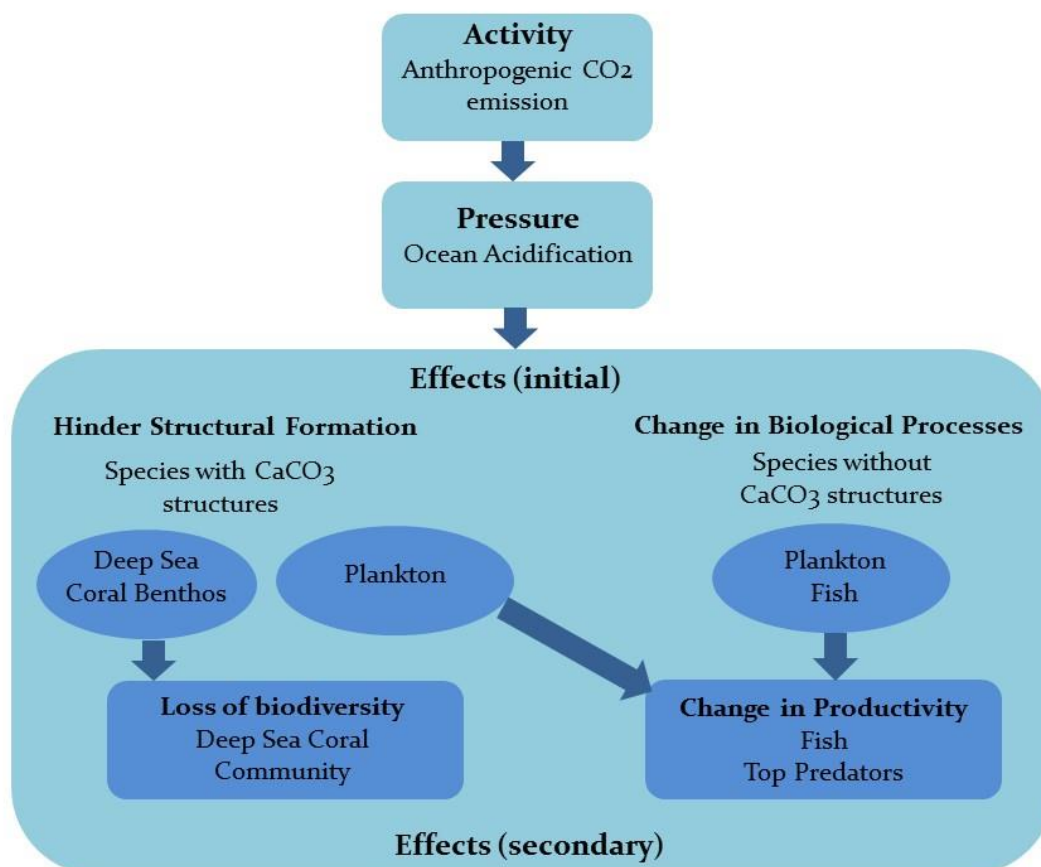 Activity
Anthropogenic CO2
emission
Pressure
Ocean Acidification
Effects (initial)
Hinder Structural Formation
Species with CaCO3
structures
Change in Biological Processes
Species without
CaCO3 structures
Deep Sea
Coral Benthos
Plankton
Plankton
Fish
Loss of biodiversity
Deep Sea Coral
Community
Change in Productivity
Fish
Top Predators
Effects (secondary)